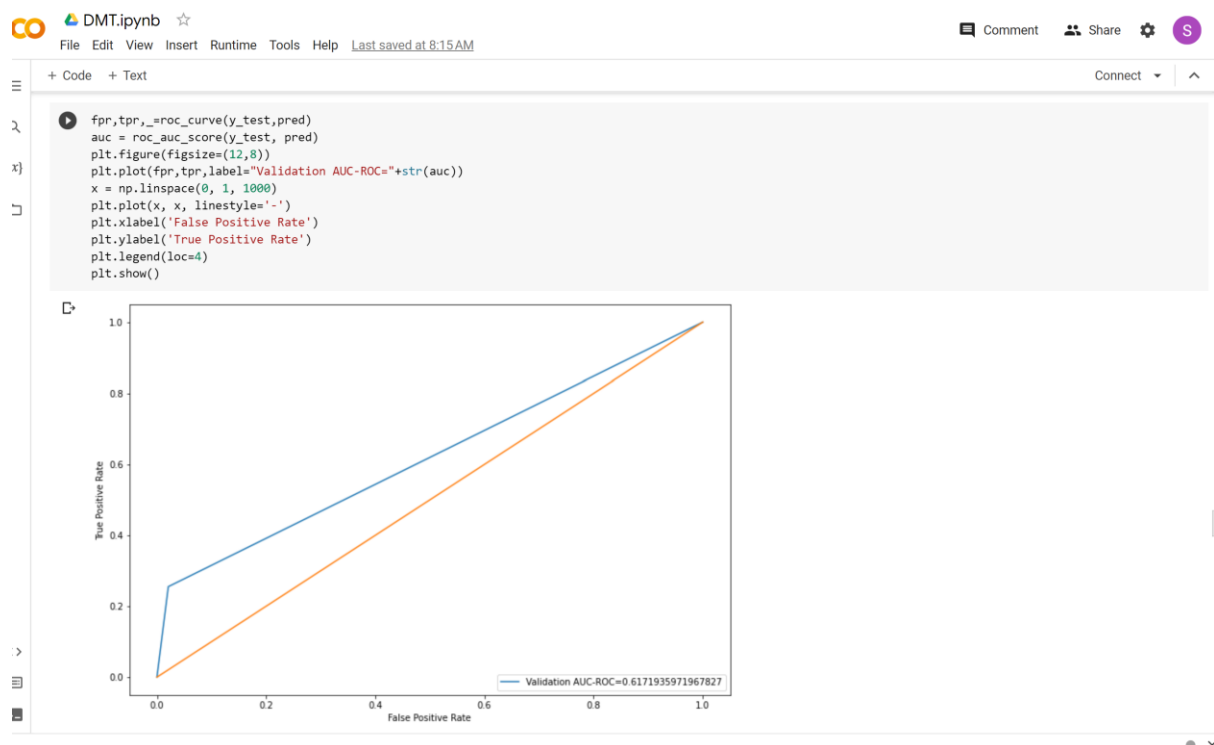 CO
DMT.ipynb
File Edit View Insert Runtime Tools Help Last saved at 8:15 AM
Comment Share S
+ Code + Text
Connect
fpr,tpr,_=roc_curve(y_test,pred)
auc = roc_auc_score(y_test, pred)
plt.figure(figsize=(12,8))
plt.plot(fpr,tpr,label="Validation AUC-ROC="+str(auc))
x = np.linspace(0, 1, 1000)
plt.plot(x, x, linestyle='-')
plt.xlabel('False Positive Rate')
plt.ylabel('True Positive Rate')
plt.legend(loc=4)
plt.show()
1.0
0.8
0.6
0.4
0.2
0.0
True Positive Rate
Validation AUC-ROC=0.6171935971967827
0.0 0.2 0.4 0.6 0.8 1.0
False Positive Rate